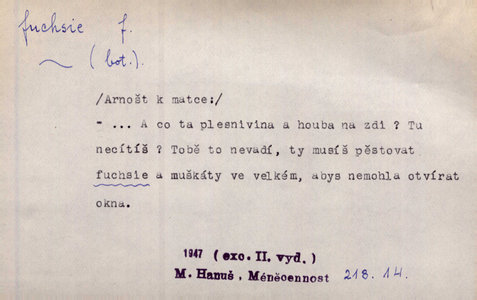 fuchsie f.
(bot.).
/Arnošt k matce:/
- ... A co ta plesnivina a houba na zdi ? Tu
necítíš ? Tobě to nevadí, ty musíš pěstovat
fuchsie a muškáty ve velkém, abys nemohla otvírat
okna.
1947 (exc. II. vyd.)
M. Hanuš, Méněcennost 218. 14.